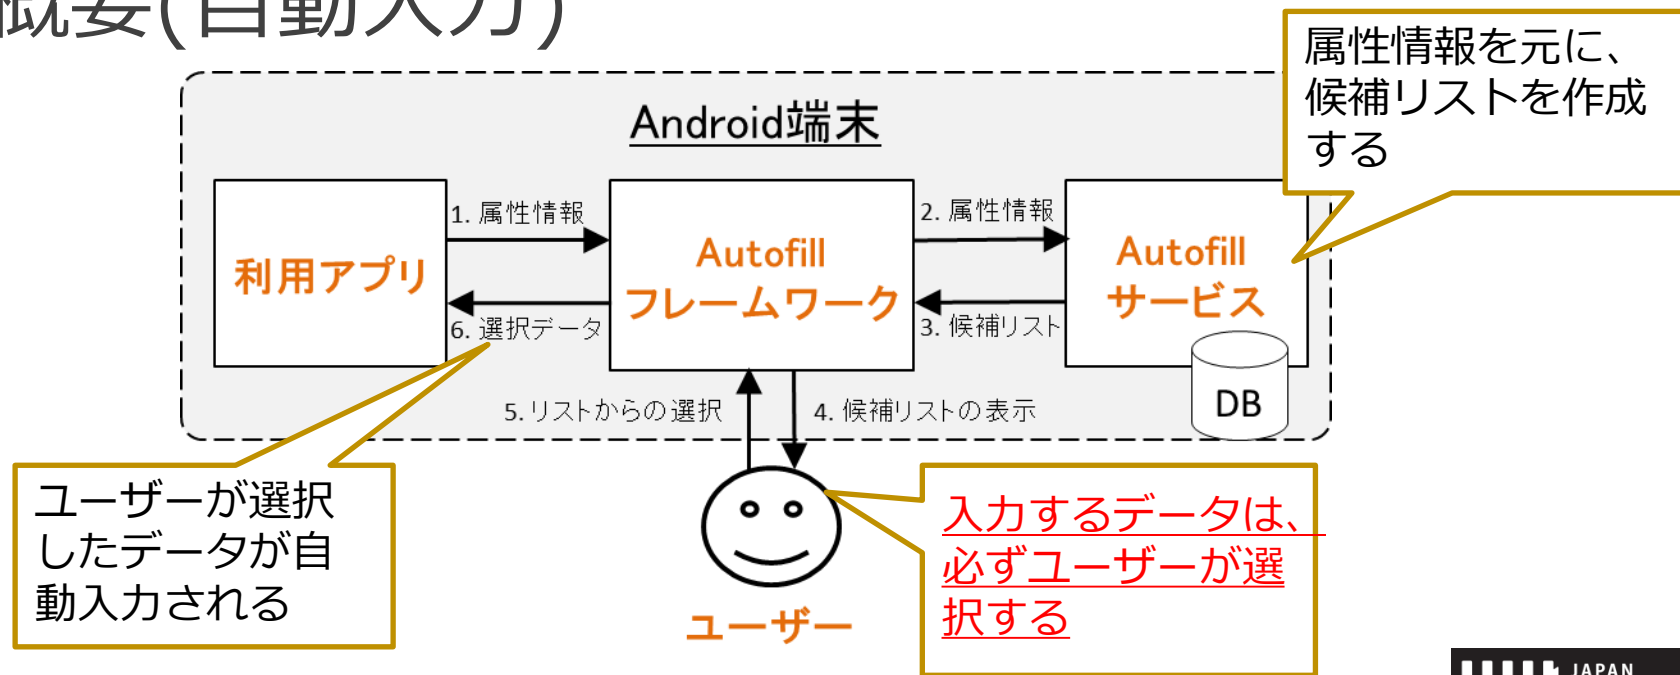 概要(自動入力)
属性情報を元に、
候補リストを作成
する
Android端末
1. 属性情報
2. 属性情報
利用アプリ
Autofill
フレームワーク
Autofill
サービス
6. 選択データ
3. 候補リスト
DB
5. リストからの選択
4. 候補リストの表示
ユーザーが選択
したデータが自
動入力される
入力するデータは、
必ずユーザーが選
択する
ユーザー
JAPAN